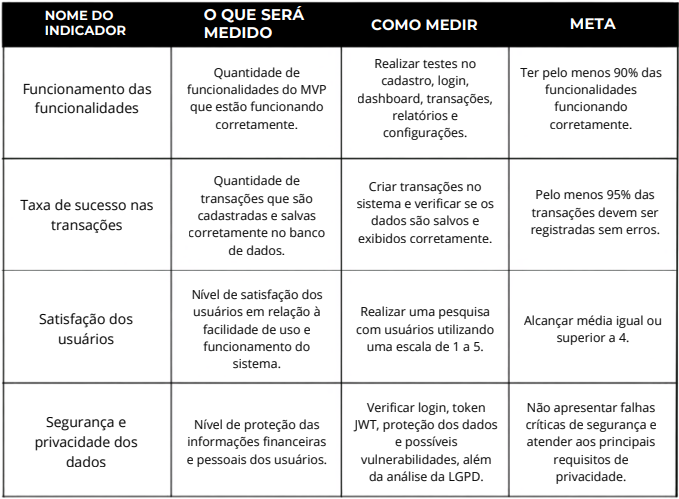 NOME DO
INDICADOR
O QUE SERÁ
MEDIDO
COMO MEDIR
META
Funcionamento das
funcionalidades
Quantidade de
funcionalidades do MVP
que estão funcionando
corretamente.
Realizar testes no
cadastro, login,
dashboard, transações,
relatórios e
configurações.
Ter pelo menos 90% das
funcionalidades
funcionando
corretamente.
Taxa de sucesso nas
transações
Quantidade de
transações que são
cadastradas e salvas
corretamente no banco
de dados.
Criar transações no
sistema e verificar se os
dados são salvos e
exibidos corretamente.
Pelo menos 95% das
transações devem ser
registradas sem erros.
Satisfação dos
usuários
Nível de satisfação dos
usuários em relação à
facilidade de uso e
funcionamento do
sistema.
Realizar uma pesquisa
com usuários utilizando
uma escala de 1 a 5.
Alcançar média igual ou
superior a 4.
Segurança e
privacidade dos
dados
Nível de proteção das
informações financeiras
e pessoais dos usuários.
Verificar login, token
JWT, proteção dos dados
e possíveis
vulnerabilidades, além
da análise da LGPD.
Não apresentar falhas
críticas de segurança e
atender aos principais
requisitos de
privacidade.